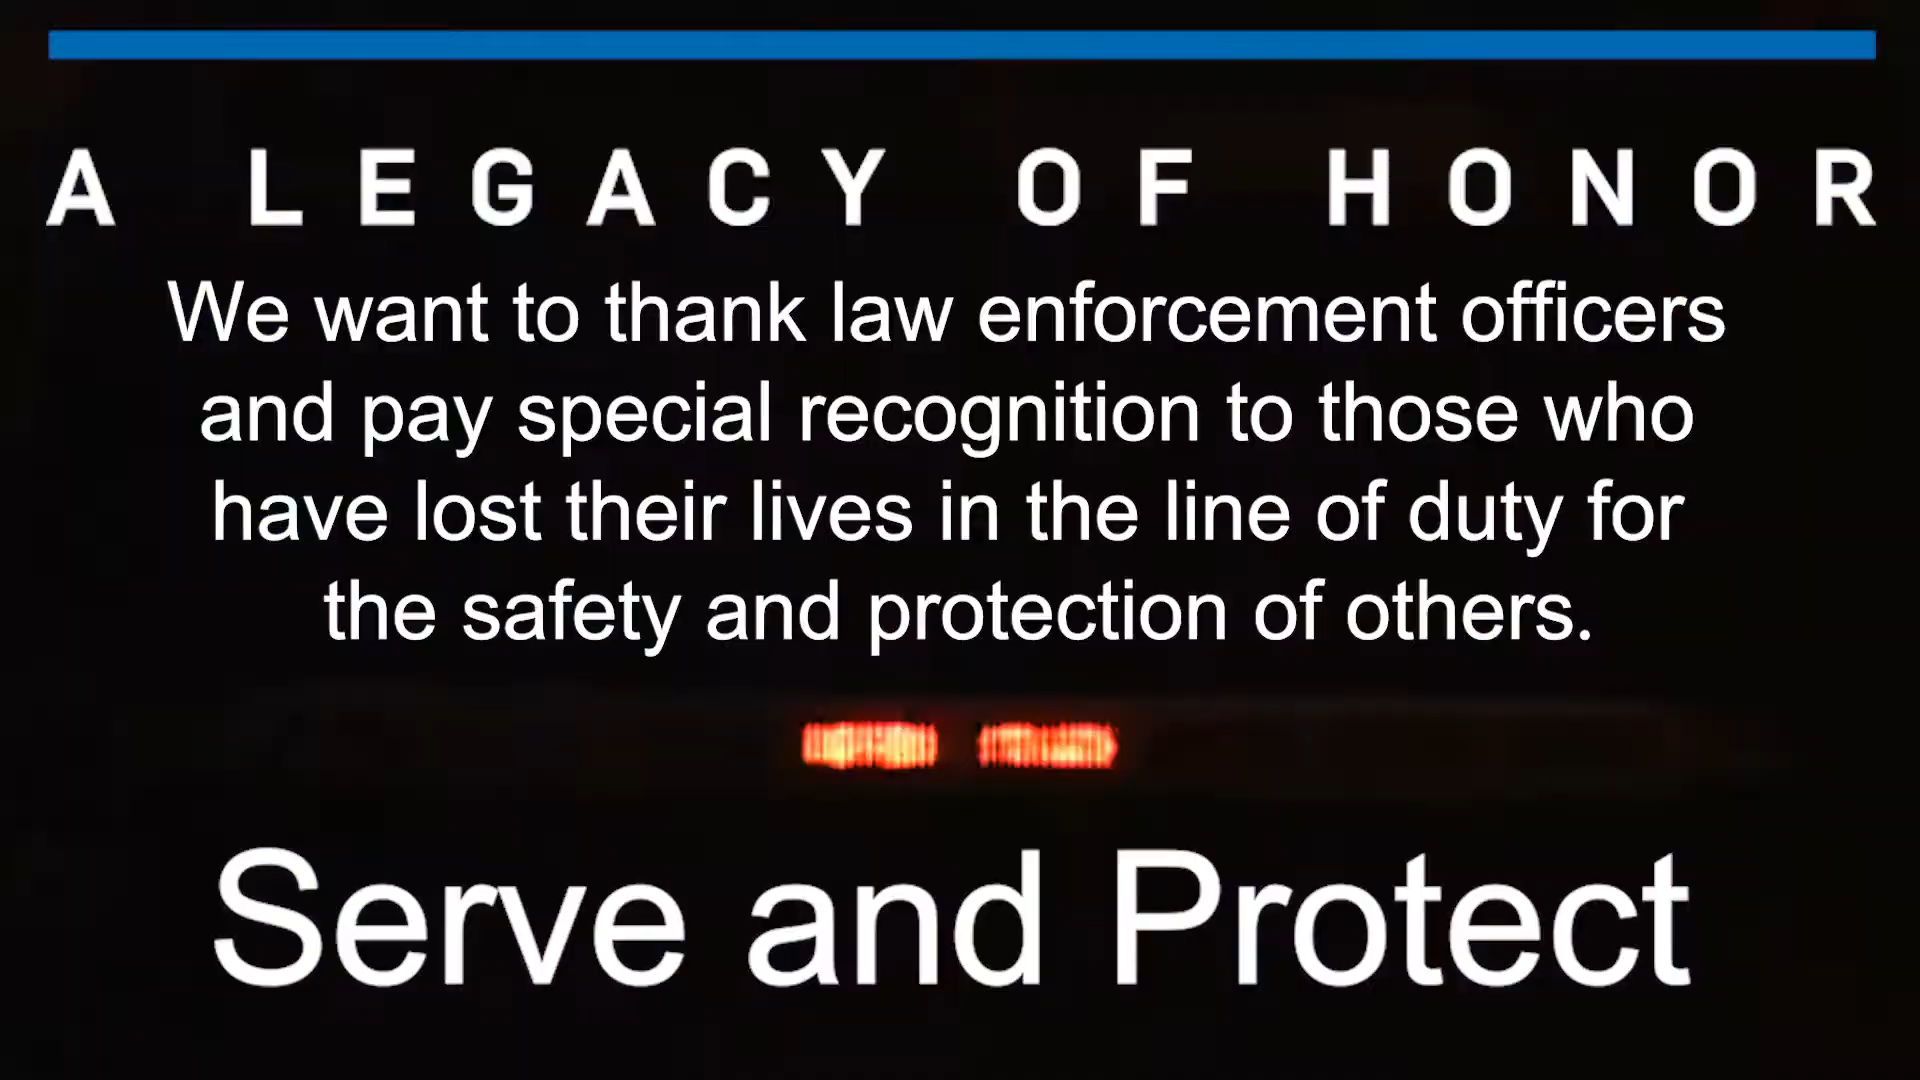 A LEGACY OF HONOR
We want to thank law enforcement officers
and pay special recognition to those who
have lost their lives in the line of duty for
the safety and protection of others.
Serve and Protect